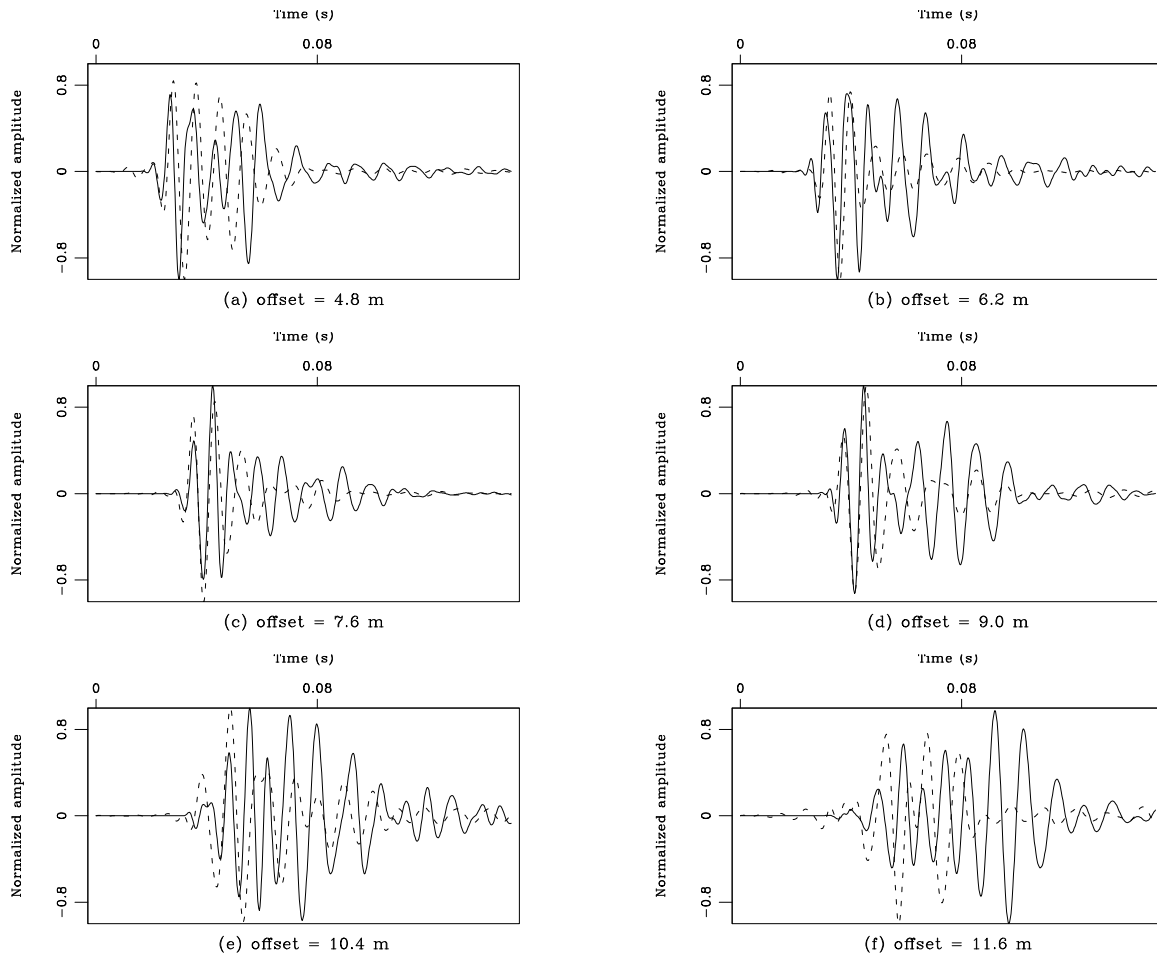 Time (s)
Time (s)
0 0.08
0 0.08
Normalized amplitude
0.8
0
−0.8
Normalized amplitude
0.8
0
−0.8
(a) offset = 4.8 m
(b) offset = 6.2 m
Time (s)
Time (s)
0 0.08
0 0.08
Normalized amplitude
0.8
0
−0.8
Normalized amplitude
0.8
0
−0.8
(c) offset = 7.6 m
(d) offset = 9.0 m
Time (s)
Time (s)
0 0.08
0 0.08
Normalized amplitude
0.8
0
−0.8
Normalized amplitude
0.8
0
−0.8
(e) offset = 10.4 m
(f) offset = 11.6 m